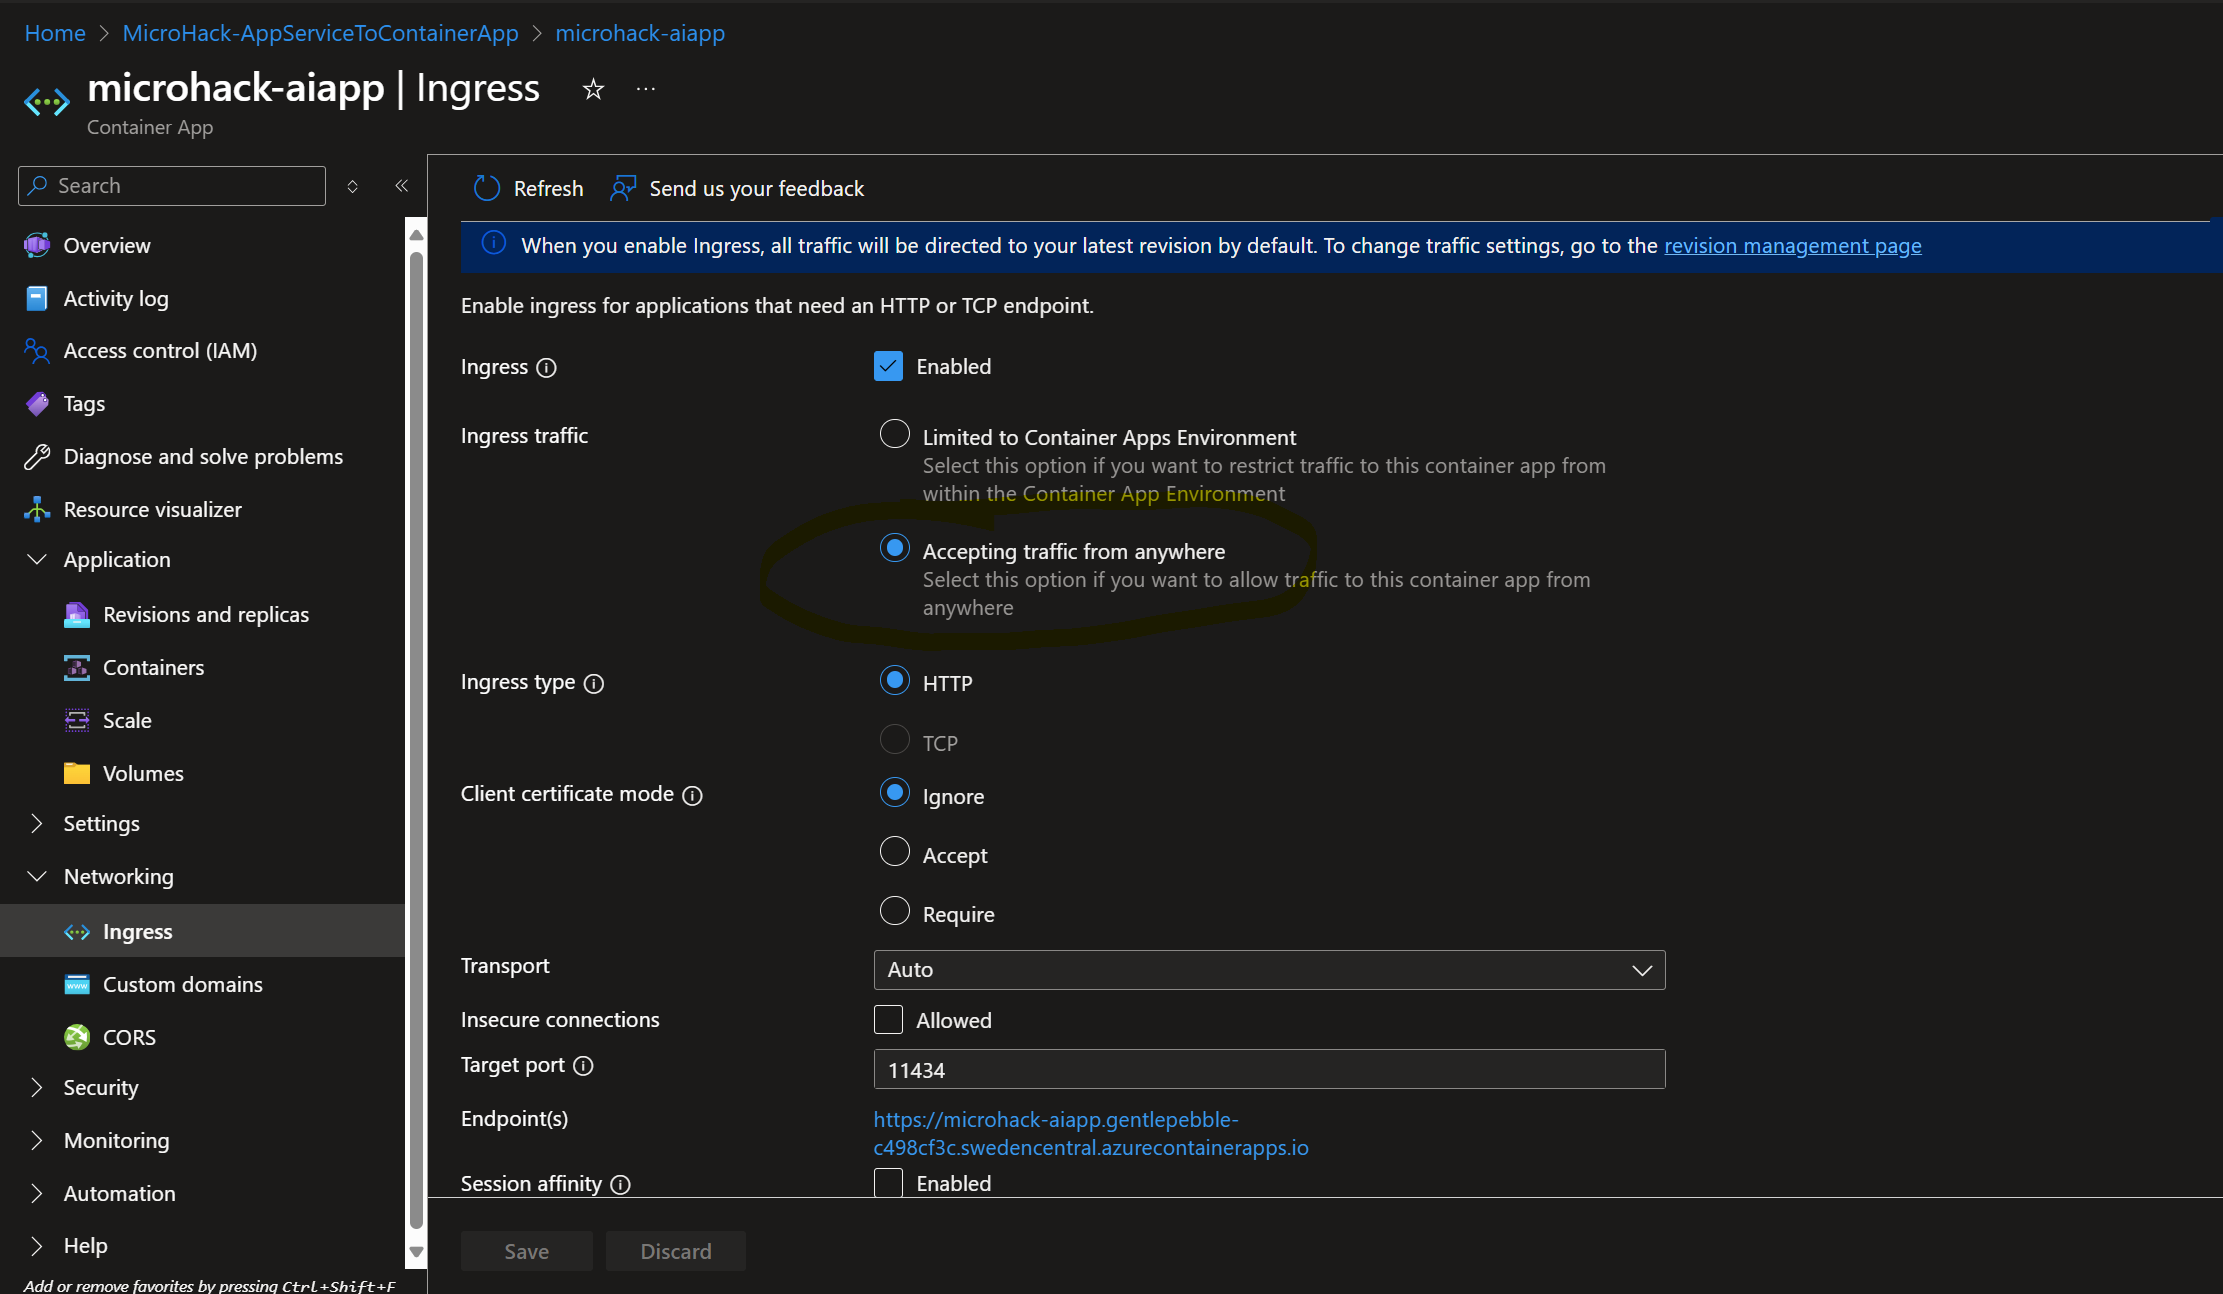 Home > MicroHack-AppServiceToContainerApp > microhack-aiapp
microhack-aiapp | Ingress
Container App
Search
Overview
Activity log
Access control (IAM)
Tags
Diagnose and solve problems
Resource visualizer
Application
Revisions and replicas
Containers
Scale
Volumes
Settings
Networking
Ingress
Custom domains
CORS
Security
Monitoring
Automation
Help
Add or remove favorites by pressing Ctrl+Shift+F
Refresh
Send us your feedback
When you enable Ingress, all traffic will be directed to your latest revision by default. To change traffic settings, go to the revision management page
Enable ingress for applications that need an HTTP or TCP endpoint.
Ingress
Enabled
Ingress traffic
Limited to Container Apps Environment
Select this option if you want to restrict traffic to this container app from
within the Container App Environment
Accepting traffic from anywhere
Select this option if you want to allow traffic to this container app from
anywhere
Ingress type
HTTP
TCP
Client certificate mode
Ignore
Accept
Require
Transport
Auto
Insecure connections
Allowed
Target port
11434
Endpoint(s)
https://microhack-aiapp.gentlepebble-
c498cf3c.swedencentral.azurecontainerapps.io
Session affinity
Enabled
Save
Discard